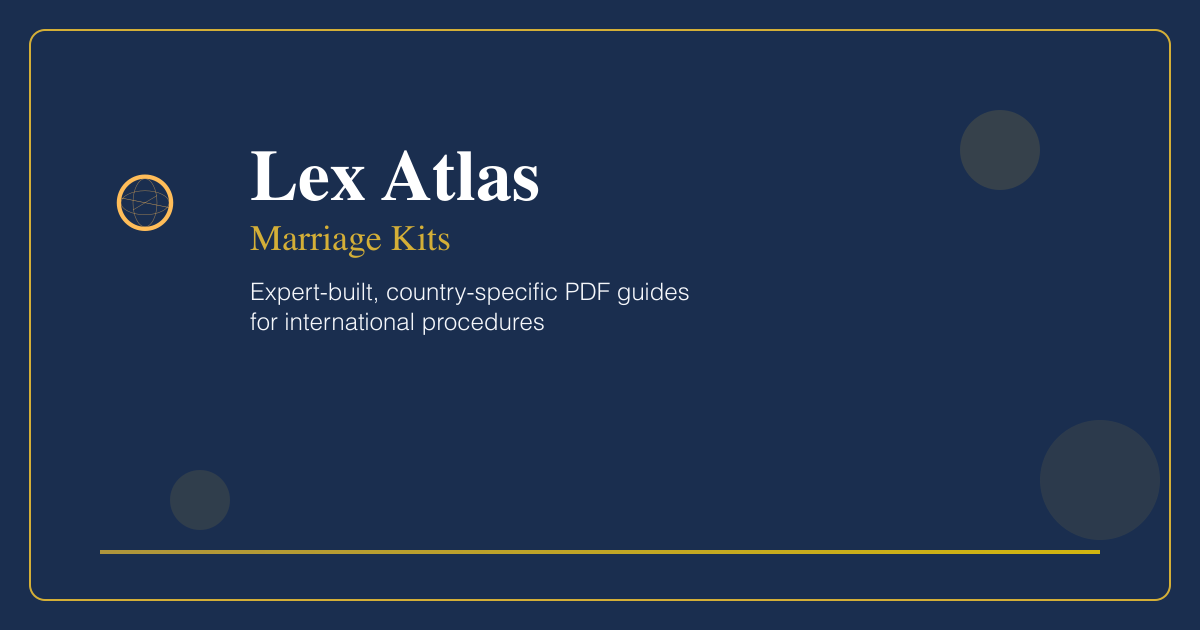 Lex Atlas
Marriage Kits
Expert-built, country-specific PDF guides
for international procedures